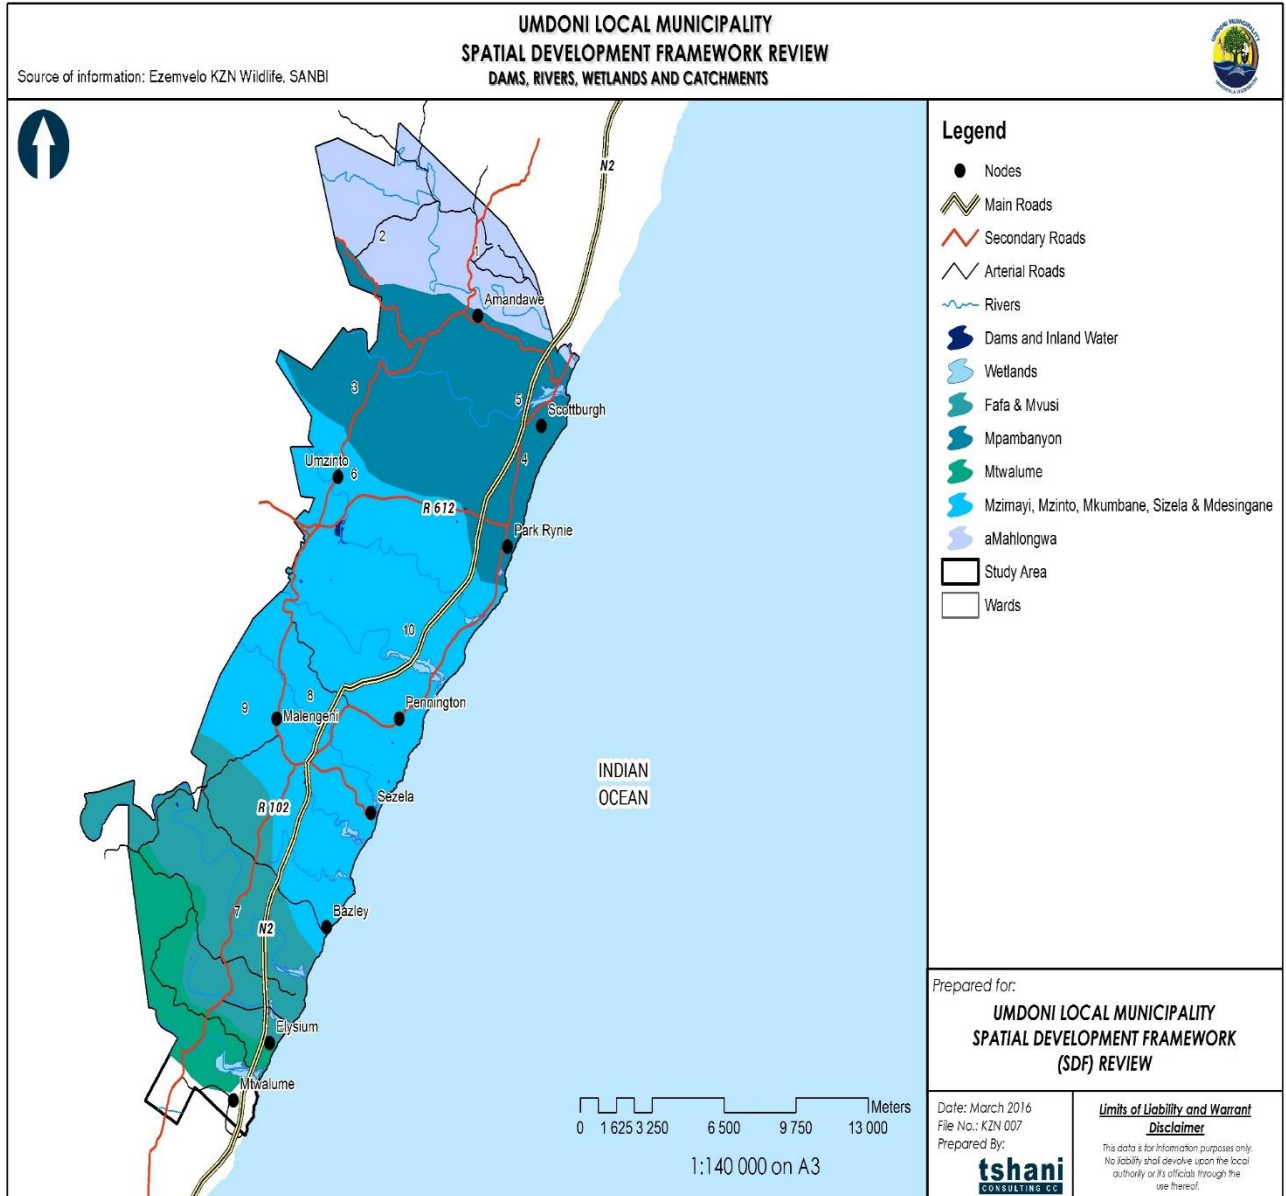 UMDONI LOCAL MUNICIPALITY
SPATIAL DEVELOPMENT FRAMEWORK REVIEW
DAMS, RIVERS, WETLANDS AND CATCHMENTS
Source of information: Ezemvelo KZN Wildlife, SANBI
UMDONI MUNICIPALITY
N2
2
1
Amandawe
3
5
Scottburgh
4
Umzinto
6
R 612
Park Rynie
10
8
9
Malengeni
Pennington
INDIAN
OCEAN
R 102
Sezela
7
N2
Bazley
Elysium
Mtwalume
Meters
0 1 625 3 250 6 500 9 750 13 000
1:140 000 on A3
Legend
Nodes
Main Roads
Secondary Roads
Arterial Roads
Rivers
Dams and Inland Water
Wetlands
Fafa & Mvusi
Mpambanyon
Mtwalume
Mzimayi, Mzinto, Mkumbane, Sizela & Mdesingane
aMahlongwa
Study Area
Wards
Prepared for:
UMDONI LOCAL MUNICIPALITY
SPATIAL DEVELOPMENT FRAMEWORK
(SDF) REVIEW
Date: March 2016
File No.: KZN 007
Prepared By:
tshani
CONSULTING CC
Limits of Liability and Warrant
Disclaimer
This data is for information purposes only.
No liability shall devolve upon the local
authority or it's officials through the
use thereof.